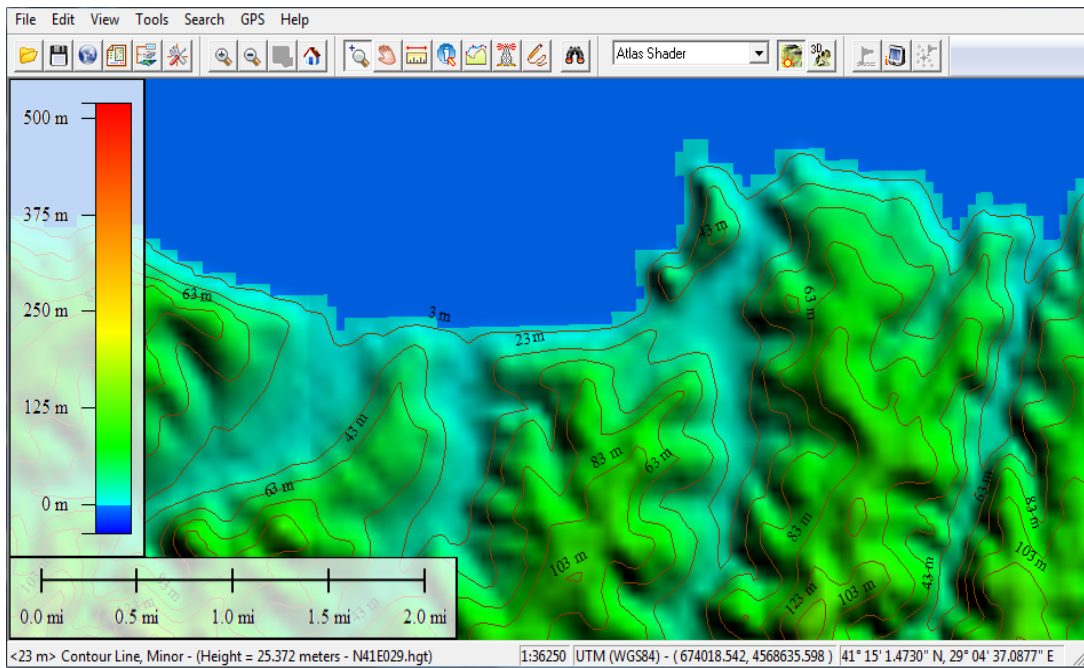 File Edit View Tools Search GPS Help
Atlas Shader
3D
500 m
375 m
250 m
125 m
0 m
63 m
3 m
23 m
43 m
63 m
43 m
63 m
83 m
63 m
103 m
83 m
123 m
103 m
43 m
63 m
83 m
103 m
0.0 mi 0.5 mi 1.0 mi 1.5 mi 2.0 mi
<23 m> Contour Line, Minor - (Height = 25.372 meters - N41E029.hgt) 1:36250 UTM (WGS84) - ( 674018.542, 4568635.598 ) 41° 15' 1.4730" N, 29° 04' 37.0877" E